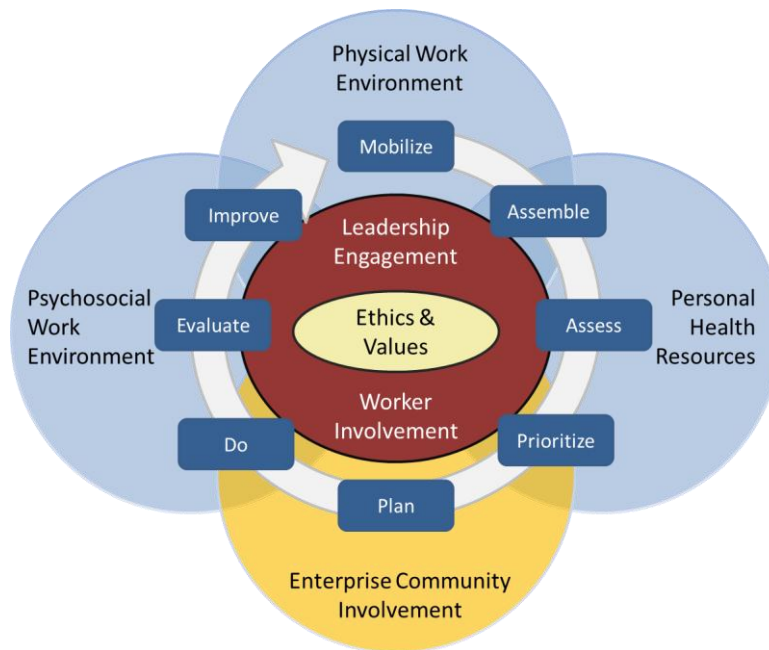 Physical Work
Environment
Mobilize
Improve
Assemble
Leadership
Engagement
Psychosocial
Work
Environment
Evaluate
Ethics &
Values
Assess
Personal
Health
Resources
Worker
Involvement
Do
Prioritize
Plan
Enterprise Community
Involvement